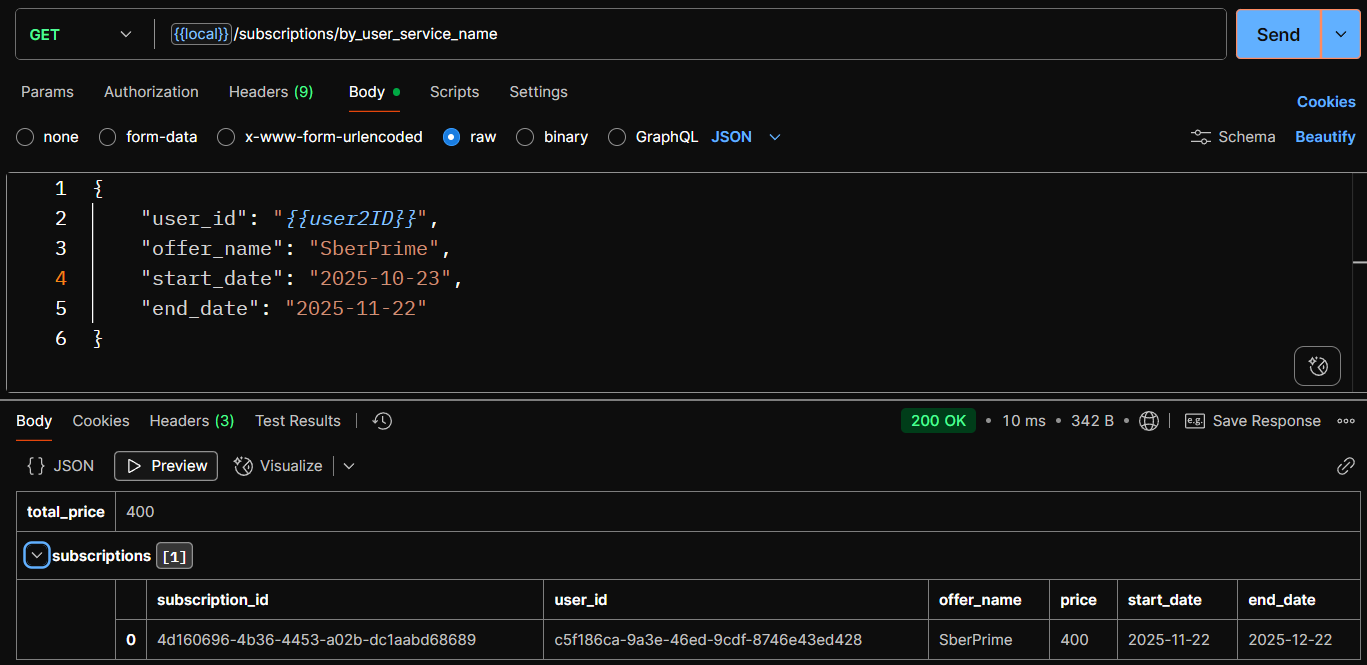 GET {{local}}/subscriptions/by_user_service_name Send
Params Authorization Headers (9) Body Scripts Settings Cookies
none form-data x-www-form-urlencoded raw binary GraphQL JSON Schema Beautify
1 {
2 "user_id": "{{user2ID}}",
3 "offer_name": "SberPrime",
4 "start_date": "2025-10-23",
5 "end_date": "2025-11-22"
6 }
Body Cookies Headers (3) Test Results 200 OK • 10 ms • 342 B • e.g. Save Response
{} JSON Preview Visualize
total_price 400
subscriptions [1]
subscription_id user_id offer_name price start_date end_date
0 4d160696-4b36-4453-a02b-dc1aabd68689 c5f186ca-9a3e-46ed-9cdf-8746e43ed428 SberPrime 400 2025-11-22 2025-12-22